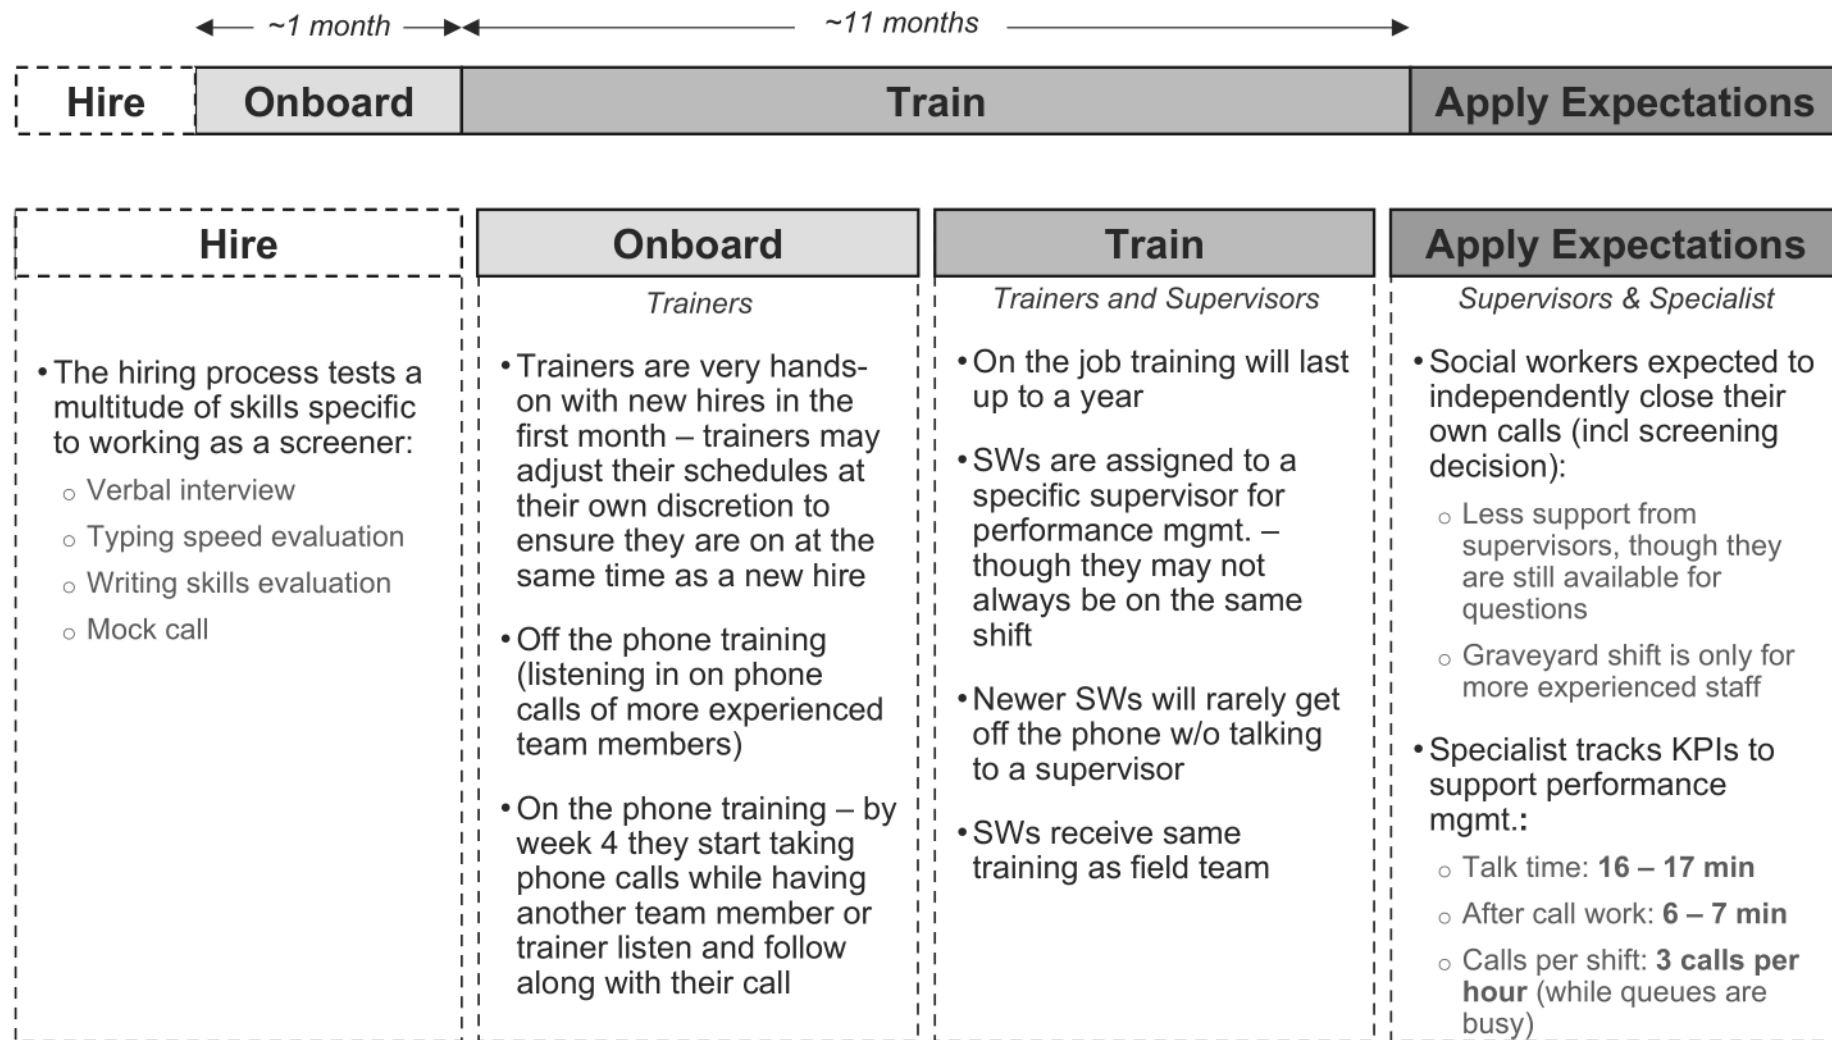 ~1 month
~11 months
Hire
Onboard
Train
Apply Expectations
Hire
• The hiring process tests a
multitude of skills specific
to working as a screener:
○ Verbal interview
○ Typing speed evaluation
○ Writing skills evaluation
○ Mock call
Onboard
Trainers
• Trainers are very hands-
on with new hires in the
first month – trainers may
adjust their schedules at
their own discretion to
ensure they are on at the
same time as a new hire
• Off the phone training
(listening in on phone
calls of more experienced
team members)
• On the phone training – by
week 4 they start taking
phone calls while having
another team member or
trainer listen and follow
along with their call
Train
Trainers and Supervisors
• On the job training will last
up to a year
• SWs are assigned to a
specific supervisor for
performance mgmt. –
though they may not
always be on the same
shift
• Newer SWs will rarely get
off the phone w/o talking
to a supervisor
• SWs receive same
training as field team
Apply Expectations
Supervisors & Specialist
• Social workers expected to
independently close their
own calls (incl screening
decision):
○ Less support from
supervisors, though they
are still available for
questions
○ Graveyard shift is only for
more experienced staff
• Specialist tracks KPIs to
support performance
mgmt.:
○ Talk time: 16 – 17 min
○ After call work: 6 – 7 min
○ Calls per shift: 3 calls per
hour (while queues are
busy)